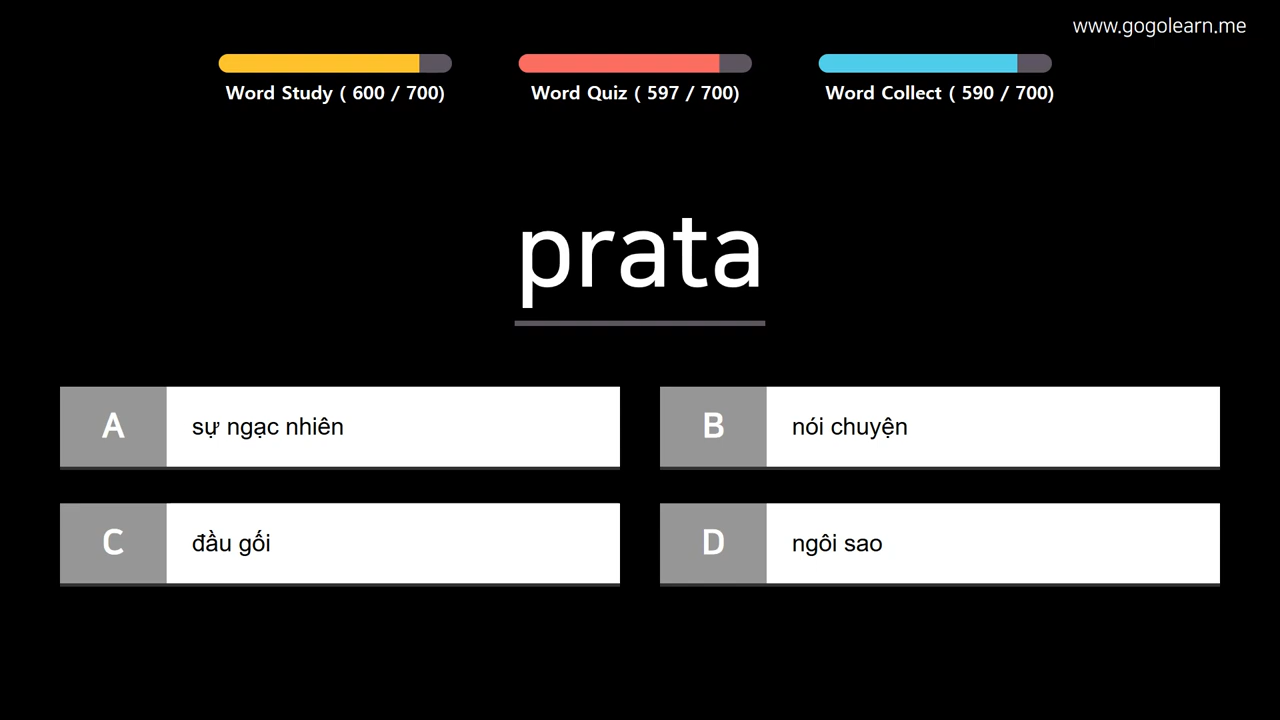 www.gogolearn.me
Word Study ( 600 / 700)
Word Quiz ( 597 / 700)
Word Collect ( 590 / 700)
prata
A sự ngạc nhiên
B nói chuyện
C đầu gối
D ngôi sao